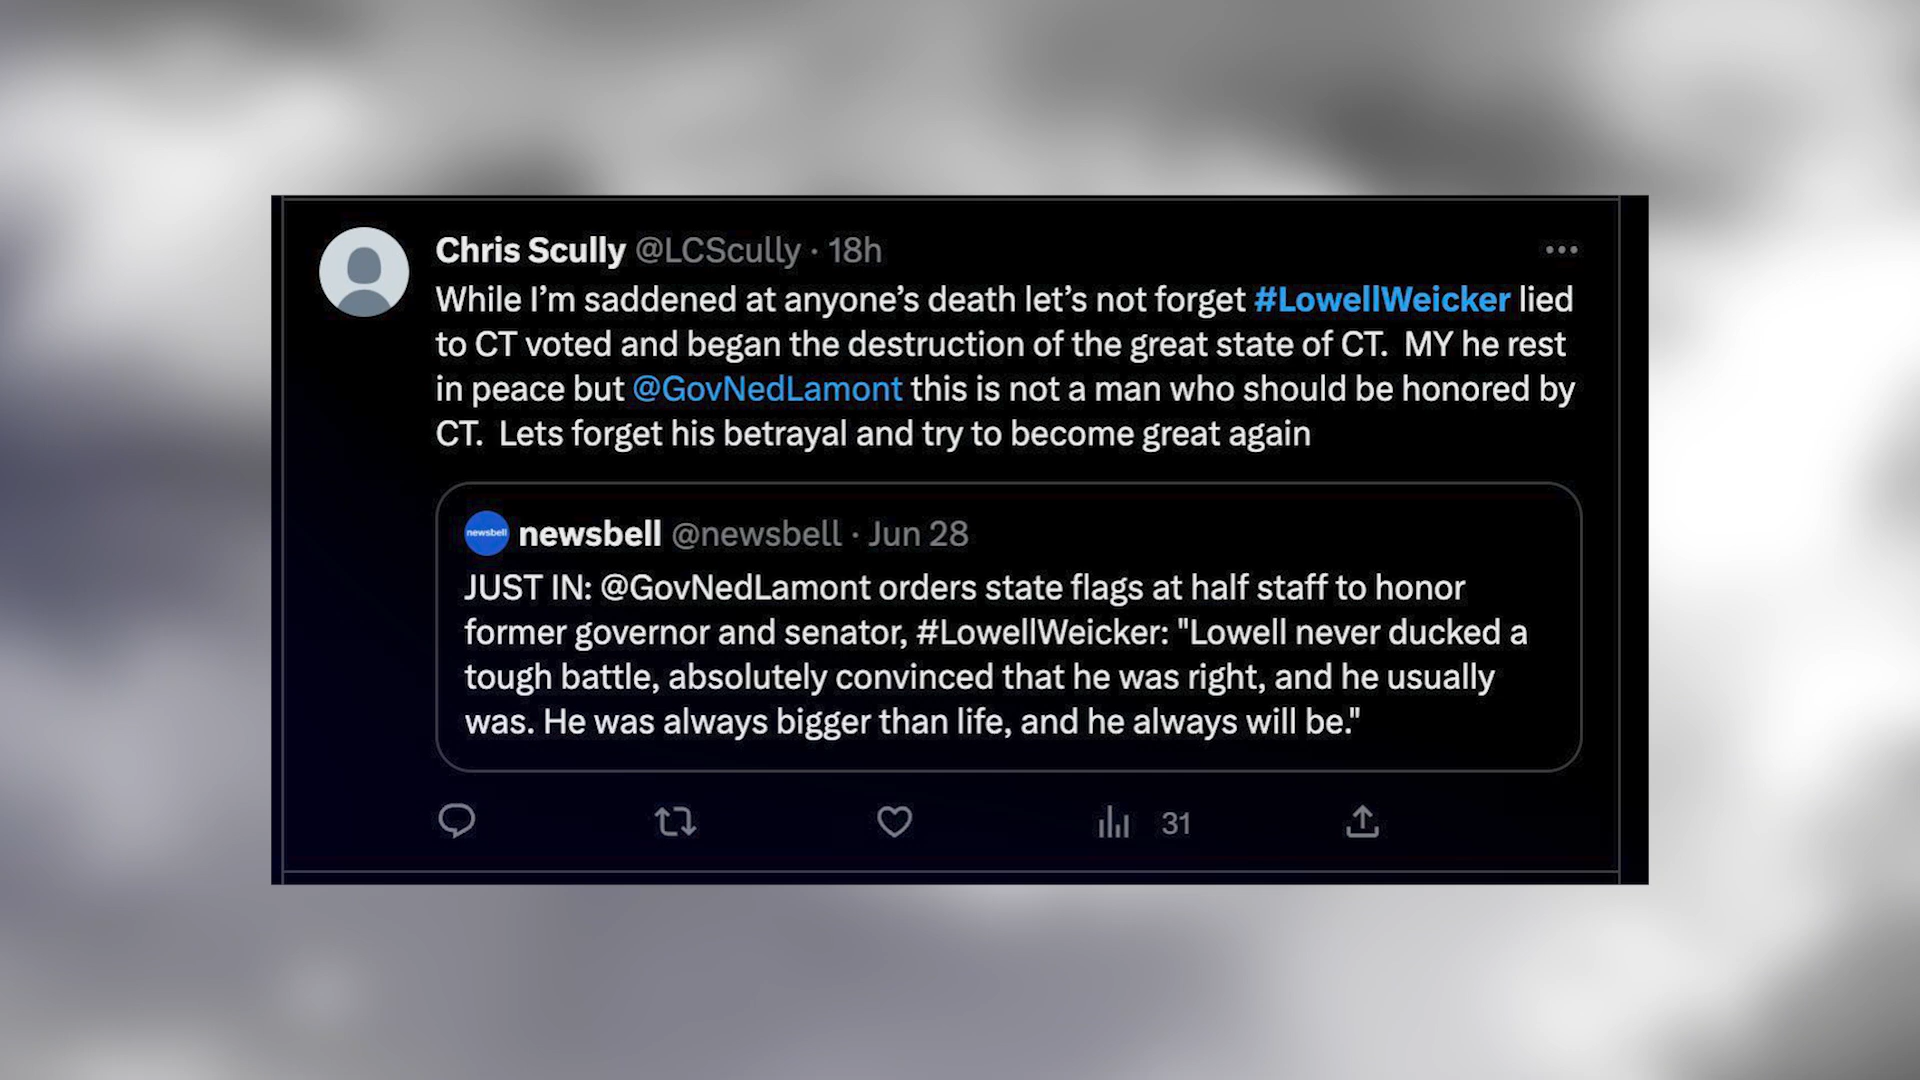 Chris Scully @LCScully · 18h
While I’m saddened at anyone’s death let’s not forget #LowellWeicker lied
to CT voted and began the destruction of the great state of CT.  MY he rest
in peace but @GovNedLamont this is not a man who should be honored by
CT.  Lets forget his betrayal and try to become great again
newsbell newsbell @newsbell · Jun 28
JUST IN: @GovNedLamont orders state flags at half staff to honor
former governor and senator, #LowellWeicker: "Lowell never ducked a
tough battle, absolutely convinced that he was right, and he usually
was. He was always bigger than life, and he always will be."
31